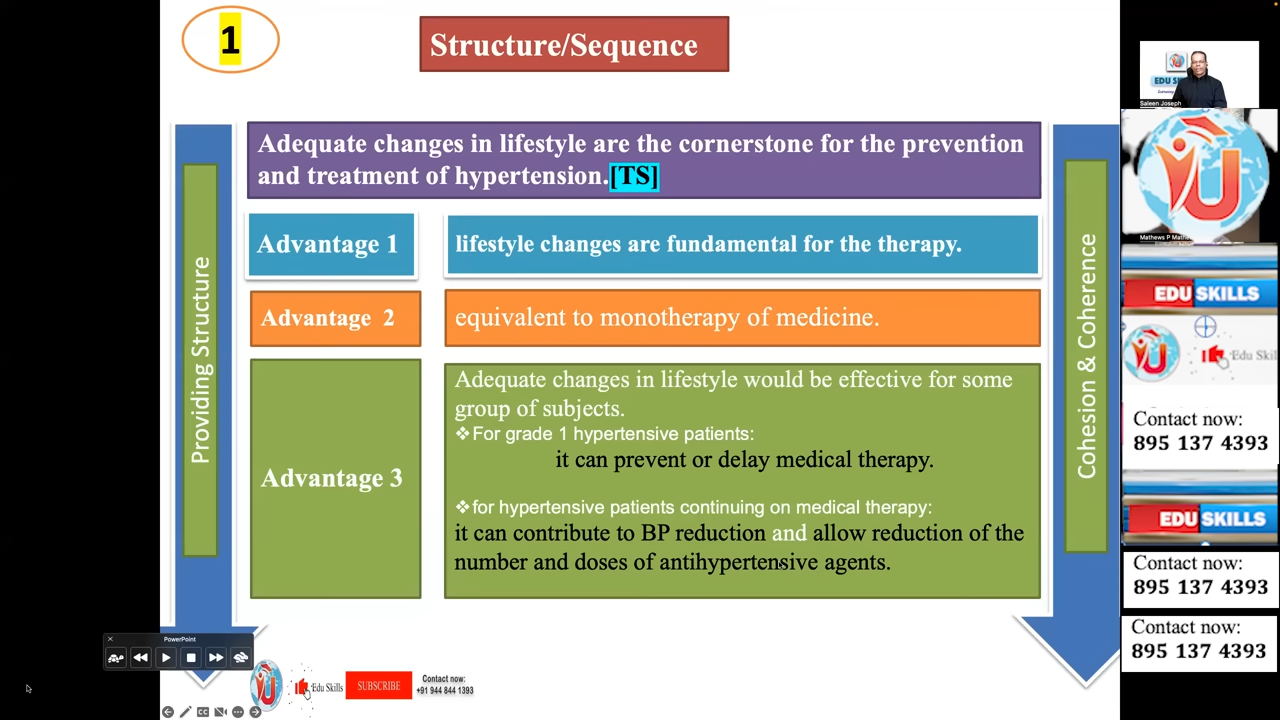 1
Structure/Sequence
Adequate changes in lifestyle are the cornerstone for the prevention
and treatment of hypertension.[TS]
Providing Structure
Advantage 1
lifestyle changes are fundamental for the therapy.
Advantage 2
equivalent to monotherapy of medicine.
Advantage 3
Adequate changes in lifestyle would be effective for some
group of subjects.
❖For grade 1 hypertensive patients:
it can prevent or delay medical therapy.
❖for hypertensive patients continuing on medical therapy:
it can contribute to BP reduction and allow reduction of the
number and doses of antihypertensive agents.
Cohesion & Coherence
PowerPoint
Edu Skills
SUBSCRIBE
Contact now:
+91 944 844 1393
EDU
Saleen Joseph
Mathews P Math
EDU SKILLS
Edu Skil
Contact now:
895 137 4393
EDU SKILLS
Contact now:
895 137 4393
Contact now:
895 137 4393